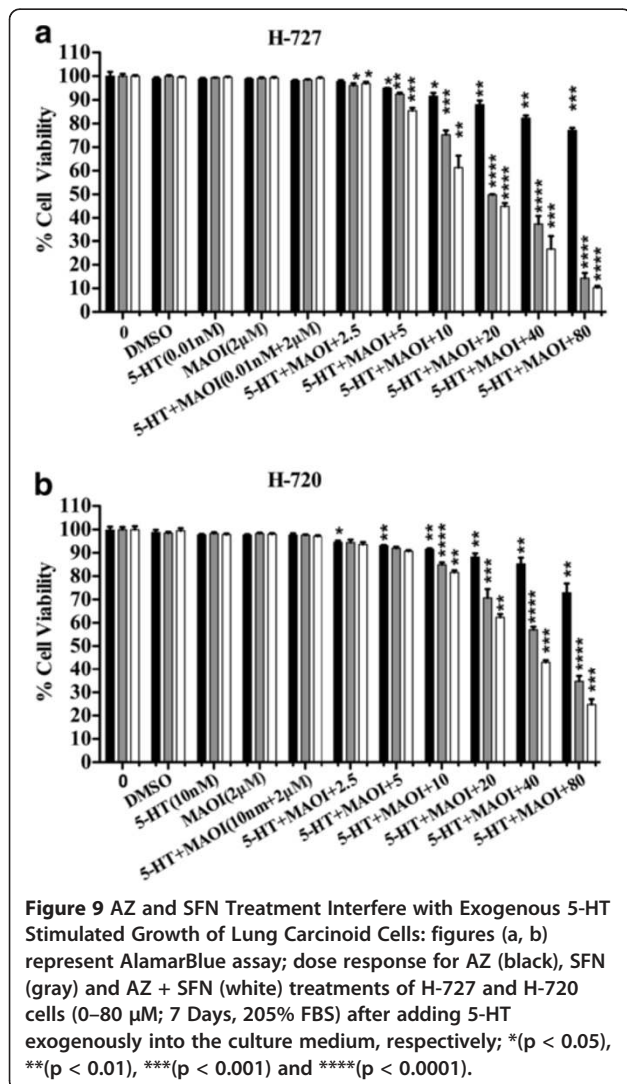 a
H-727
% Cell Viability
110
100
90
80
70
60
50
40
30
20
10
0
* *
* ** ***
* *** **
** **** ****
** **** ***
*** **** ****
0
DMSO
5-HT(0.01nM)
MAOI(2µM)
5-HT+MAOI(0.01nM+2µM)
5-HT+MAOI+2.5
5-HT+MAOI+5
5-HT+MAOI+10
5-HT+MAOI+20
5-HT+MAOI+40
5-HT+MAOI+80
b
H-720
% Cell Viability
110
100
90
80
70
60
50
40
30
20
10
0
*
**
** **** **
** *** **
** **** ***
** **** ***
0
DMSO
5-HT(10nM)
MAOI(2µM)
5-HT+MAOI(10nm+2µM)
5-HT+MAOI+2.5
5-HT+MAOI+5
5-HT+MAOI+10
5-HT+MAOI+20
5-HT+MAOI+40
5-HT+MAOI+80
Figure 9 AZ and SFN Treatment Interfere with Exogenous 5-HT
Stimulated Growth of Lung Carcinoid Cells: figures (a, b)
represent AlamarBlue assay; dose response for AZ (black), SFN
(gray) and AZ + SFN (white) treatments of H-727 and H-720
cells (0–80 µM; 7 Days, 205% FBS) after adding 5-HT
exogenously into the culture medium, respectively; *(p < 0.05),
**(p < 0.01), ***(p < 0.001) and ****(p < 0.0001).